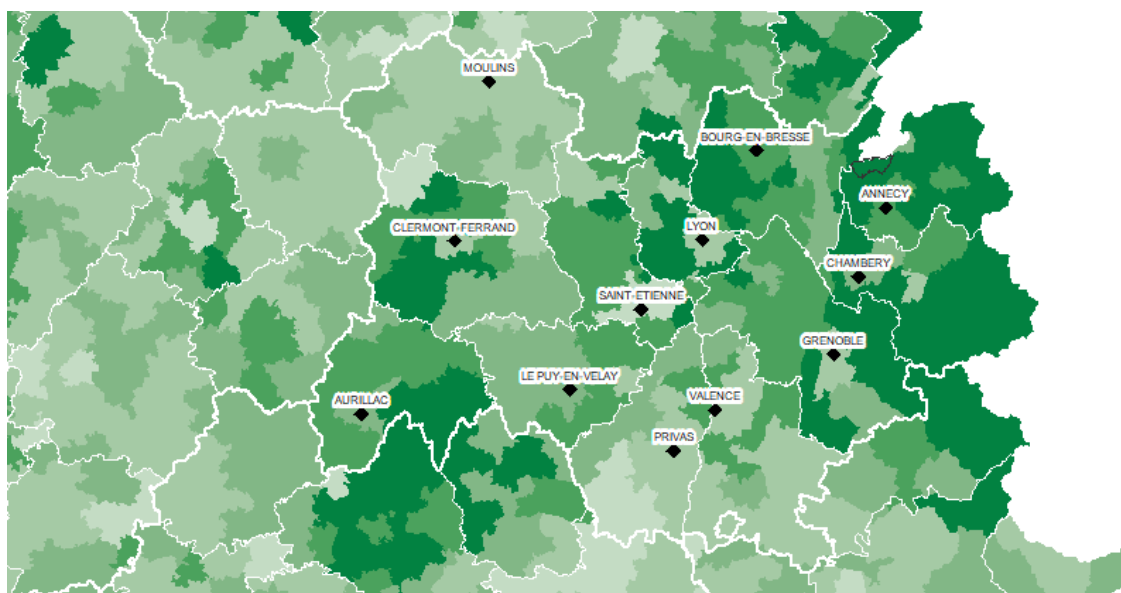 MOULINS
BOURG-EN-BRESSE
ANNECY
CLERMONT-FERRAND
LYON
CHAMBERY
SAINT-ETIENNE
GRENOBLE
LE PUY-EN-VELAY
AURILLAC
VALENCE
PRIVAS